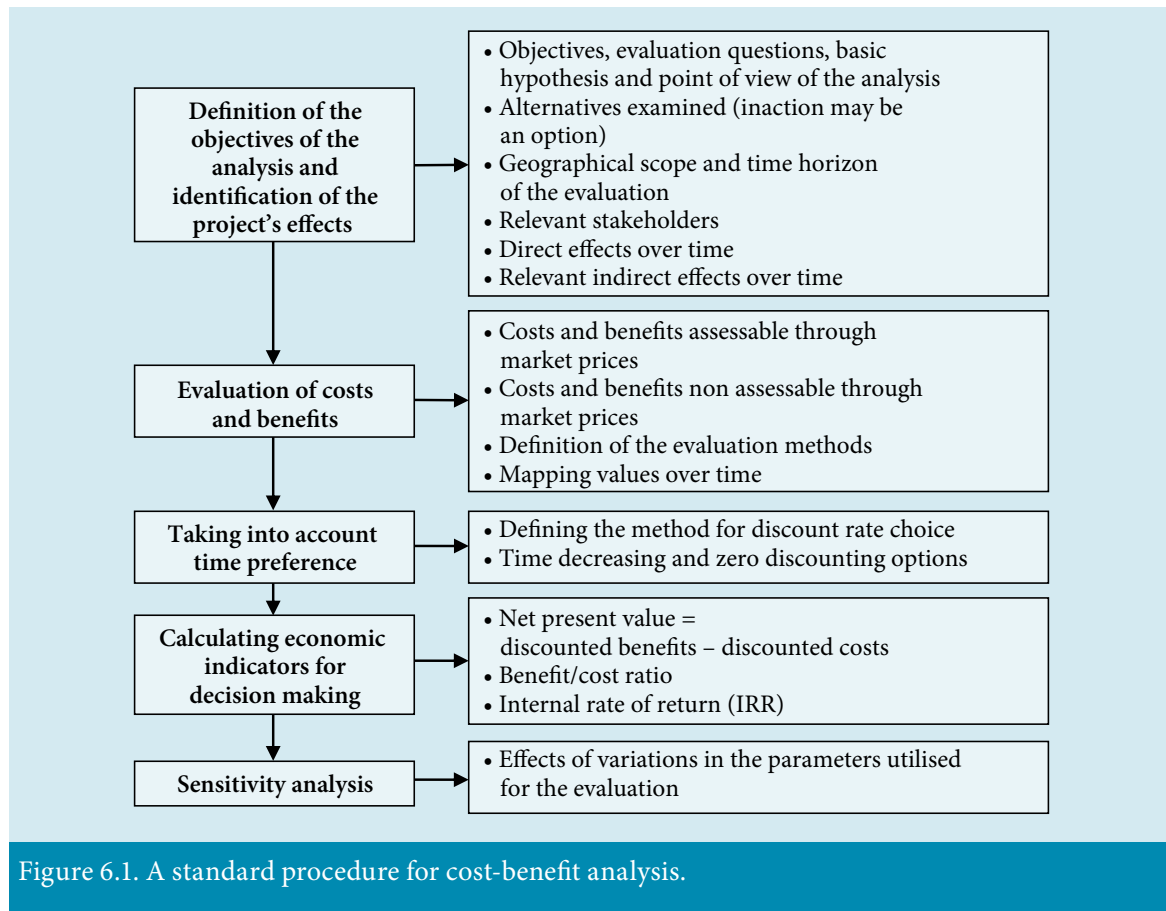 Definition of the
objectives of the
analysis and
identification of the
project's effects
• Objectives, evaluation questions, basic
hypothesis and point of view of the analysis
• Alternatives examined (inaction may be
an option)
• Geographical scope and time horizon
of the evaluation
• Relevant stakeholders
• Direct effects over time
• Relevant indirect effects over time
Evaluation of costs
and benefits
• Costs and benefits assessable through
market prices
• Costs and benefits non assessable through
market prices
• Definition of the evaluation methods
• Mapping values over time
Taking into account
time preference
• Defining the method for discount rate choice
• Time decreasing and zero discounting options
Calculating economic
indicators for
decision making
• Net present value =
discounted benefits – discounted costs
• Benefit/cost ratio
• Internal rate of return (IRR)
Sensitivity analysis
• Effects of variations in the parameters utilised
for the evaluation
Figure 6.1. A standard procedure for cost-benefit analysis.